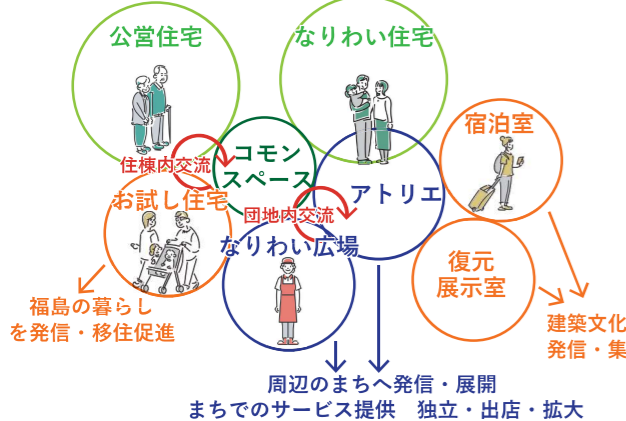 公営住宅
なりわい住宅
宿泊室
コモン
スペース
住棟内交流
アトリエ
お試し住宅
団地内交流
なりわい広場
復元
展示室
福島の暮らし
を発信・移住促進
建築文化
発信・集
周辺のまちへ発信・展開
まちでのサービス提供　独立・出店・拡大